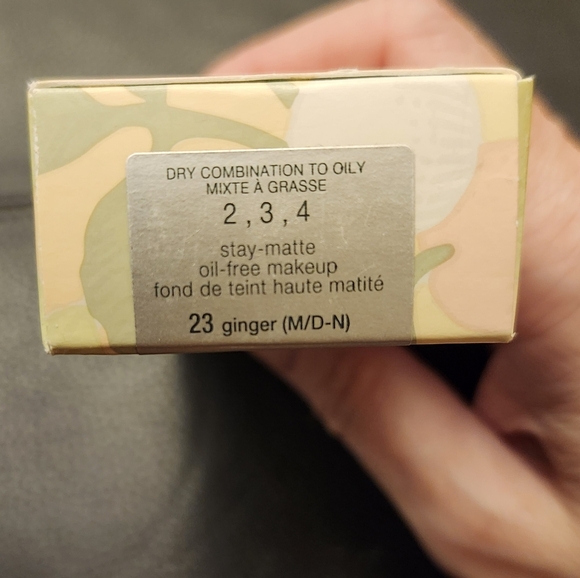 DRY COMBINATION TO OILY
MIXTE À GRASSE
2 , 3 , 4
stay-matte
oil-free makeup
fond de teint haute matité
23 ginger (M/D-N)